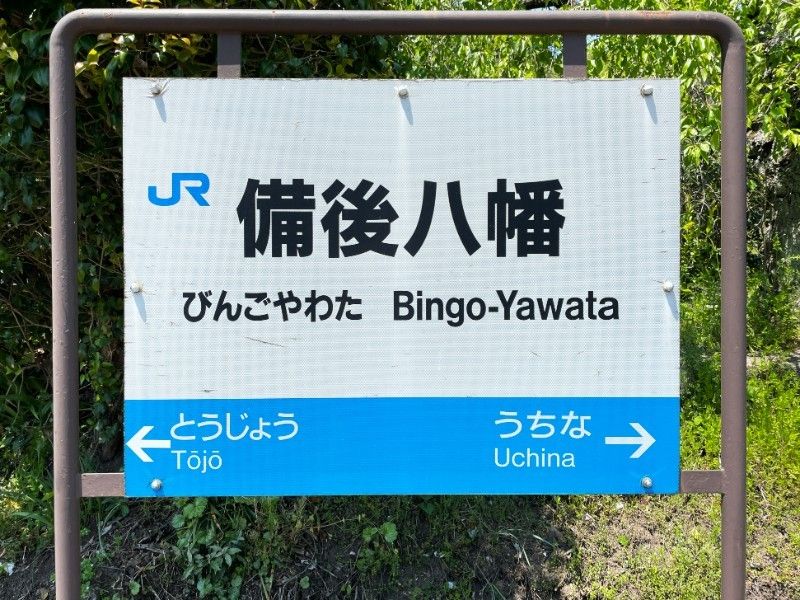 JR 備後八幡
びんごやわた Bingo-Yawata
← とうじょう うちな →
Tōjō Uchina